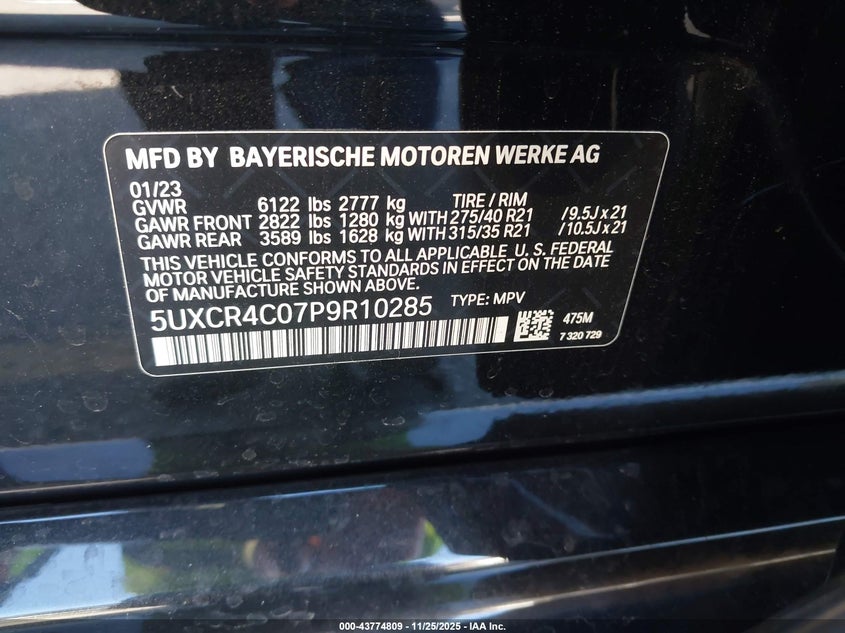 MFD BY BAYERISCHE MOTOREN WERKE AG
01/23 TIRE / RIM
GVWR 6122 lbs 2777 kg
GAWR FRONT 2822 lbs 1280 kg WITH 275/40 R21 /9.5J x 21
GAWR REAR 3589 lbs 1628 kg WITH 315/35 R21 /10.5J x 21
THIS VEHICLE CONFORMS TO ALL APPLICABLE U. S. FEDERAL
MOTOR VEHICLE SAFETY STANDARDS IN EFFECT ON THE DATE
OF MANUFACTURE SHOWN ABOVE.
5UXCR4C07P9R10285 TYPE: MPV
475M
7 320 729
000-43774809 - 11/25/2025 - IAA Inc.